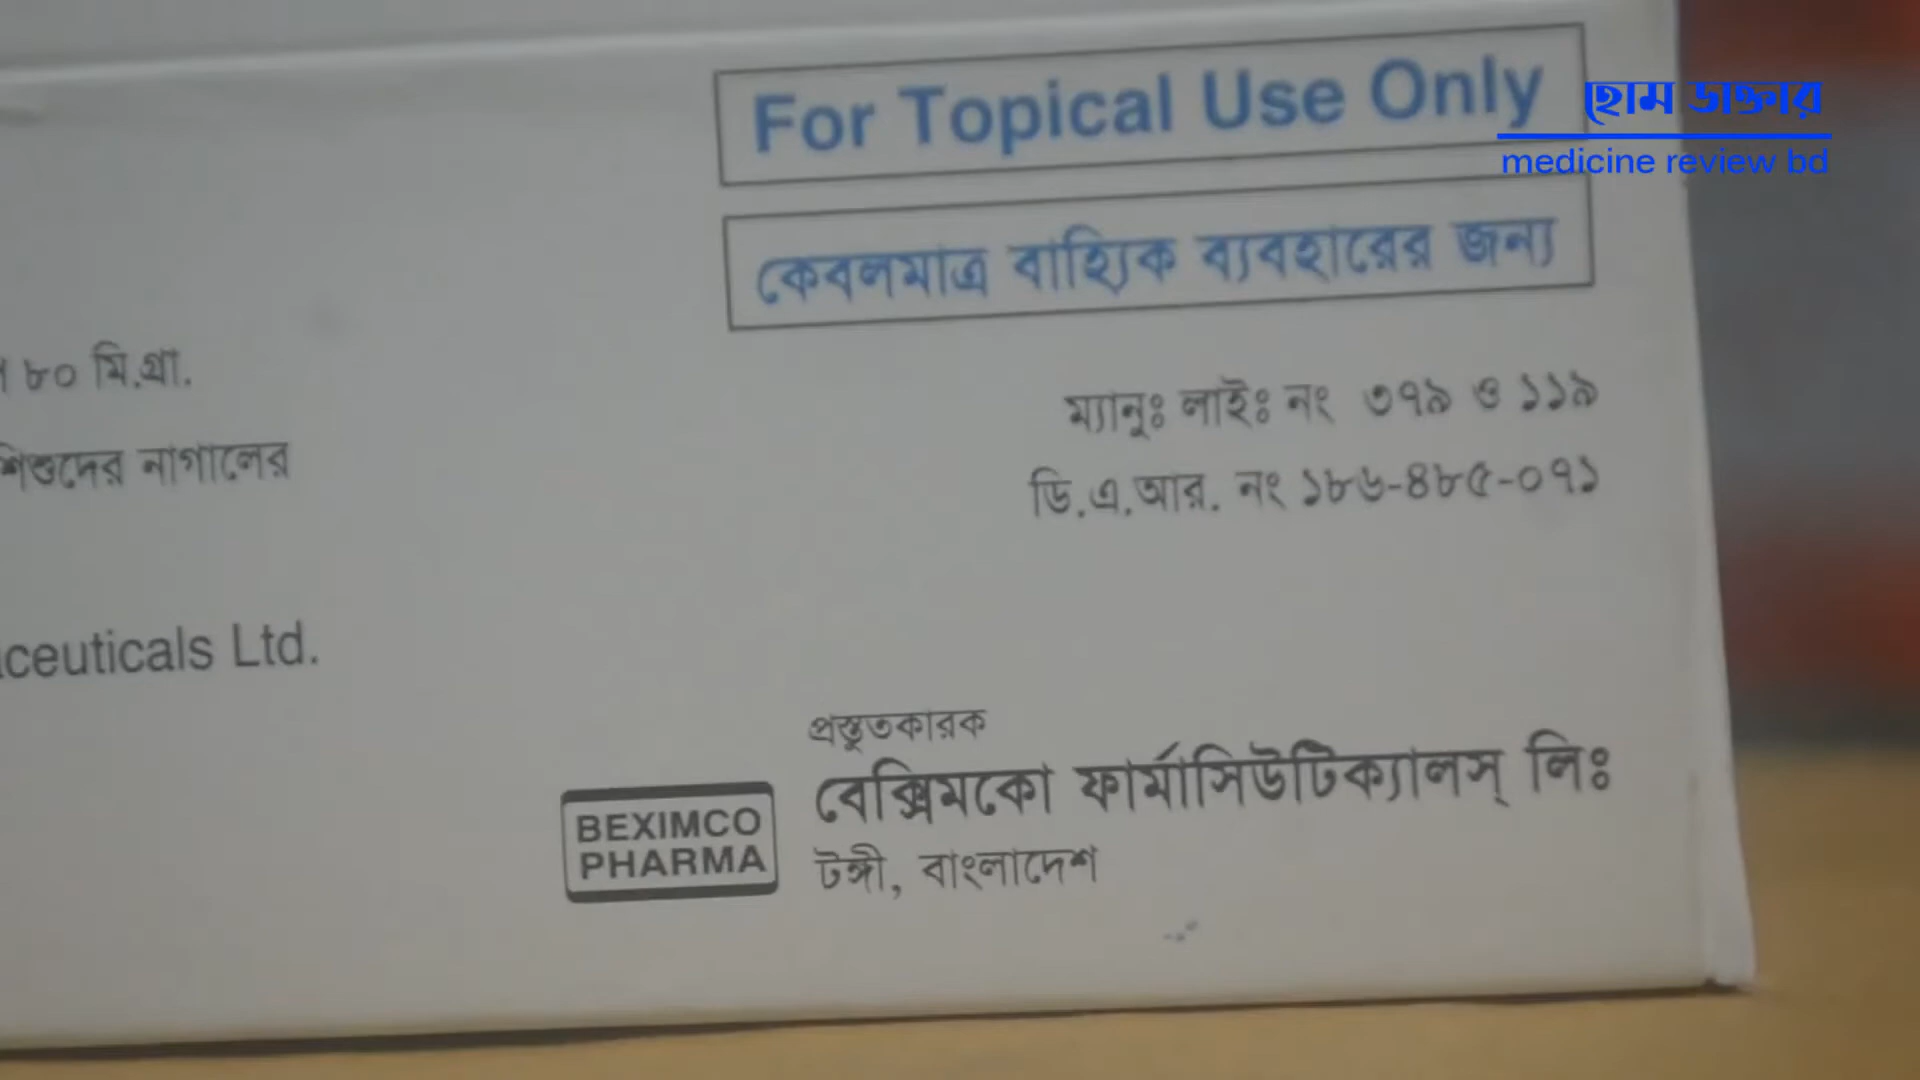 For Topical Use Only
হোম ডাক্তার
medicine review bd
কেবলমাত্র বাহ্যিক ব্যবহারের জন্য
৮০ মি.গ্রা.
ম্যানুঃ লাইঃ নং ৩৭৯ ও ১১৯
শিশুদের নাগালের
ডি.এ.আর. নং ১৮৬-৪৮৫-০৭১
ceuticals Ltd.
প্রস্তুতকারক
বেক্সিমকো ফার্মাসিউটিক্যালস্ লিঃ
BEXIMCO
PHARMA
টঙ্গী, বাংলাদেশ